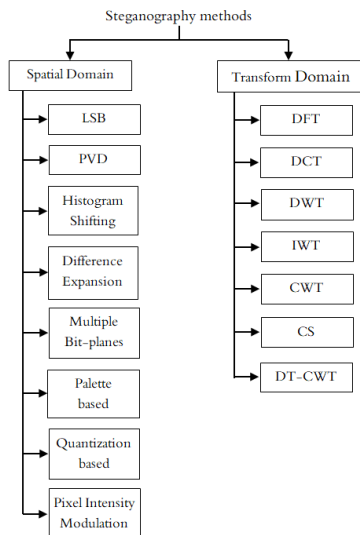 Steganography methods
Spatial Domain
LSB
PVD
Histogram
Shifting
Difference
Expansion
Multiple
Bit-planes
Palette
based
Quantization
based
Pixel Intensity
Modulation
Transform Domain
DFT
DCT
DWT
IWT
CWT
CS
DT-CWT